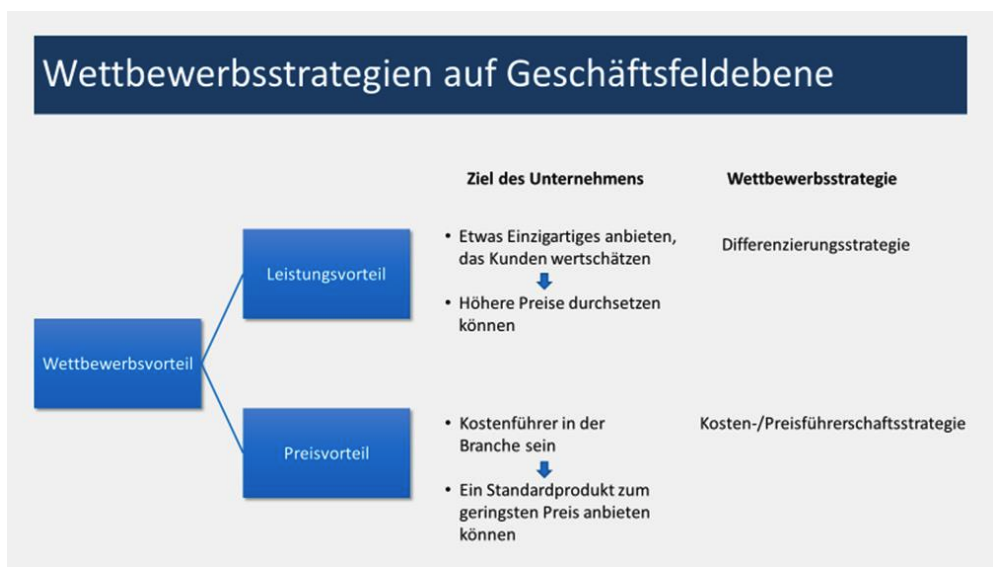 Wettbewerbsstrategien auf Geschäftsfeldebene
Ziel des Unternehmens
Wettbewerbsstrategie
Wettbewerbsvorteil
Leistungsvorteil
• Etwas Einzigartiges anbieten,
das Kunden wertschätzen
• Höhere Preise durchsetzen
können
Differenzierungsstrategie
Preisvorteil
• Kostenführer in der
Branche sein
• Ein Standardprodukt zum
geringsten Preis anbieten
können
Kosten-/Preisführerschaftsstrategie